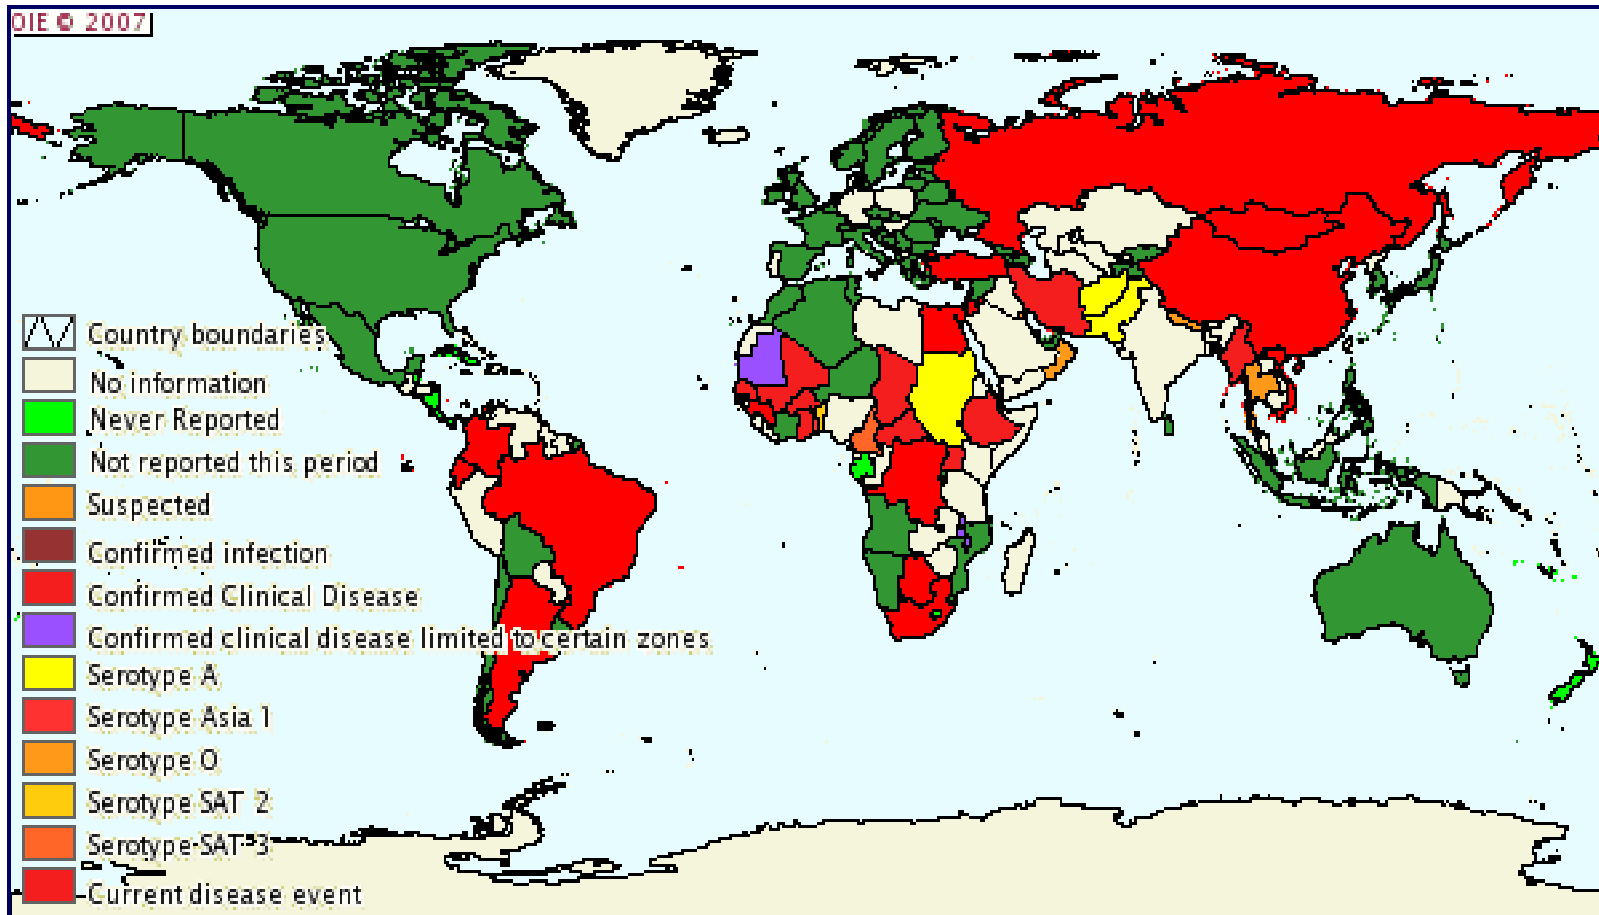 OIE © 2007
Country boundaries
No information
Never Reported
Not reported this period
Suspected
Confirmed infection
Confirmed Clinical Disease
Confirmed clinical disease limited to certain zones
Serotype A
Serotype Asia 1
Serotype O
Serotype SAT 2
Serotype SAT 3
Current disease event